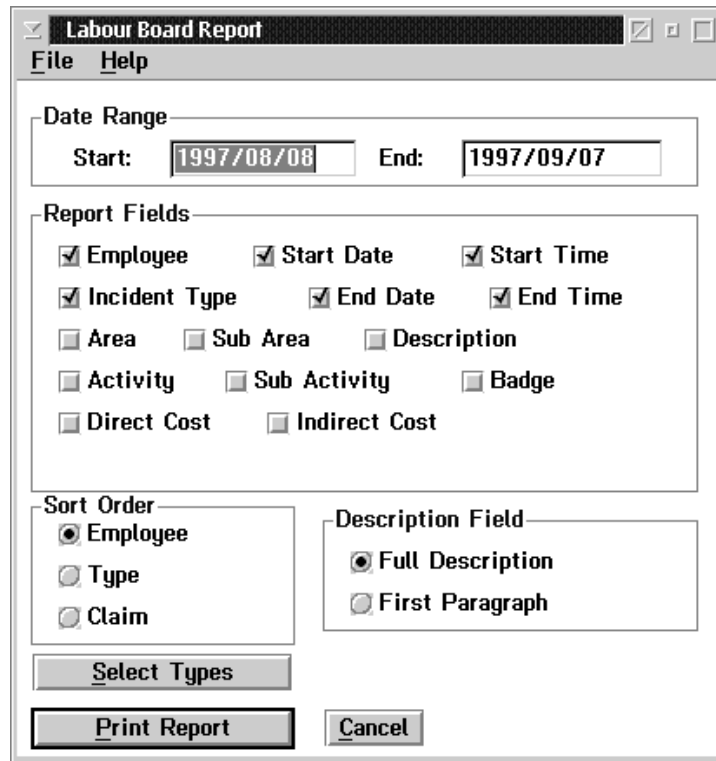 Labour Board Report
File Help
Date Range
Start: 1997/08/08 End: 1997/09/07
Report Fields
Employee Start Date Start Time
Incident Type End Date End Time
Area Sub Area Description
Activity Sub Activity Badge
Direct Cost Indirect Cost
Sort Order
Employee
Type
Claim
Description Field
Full Description
First Paragraph
Select Types
Print Report Cancel